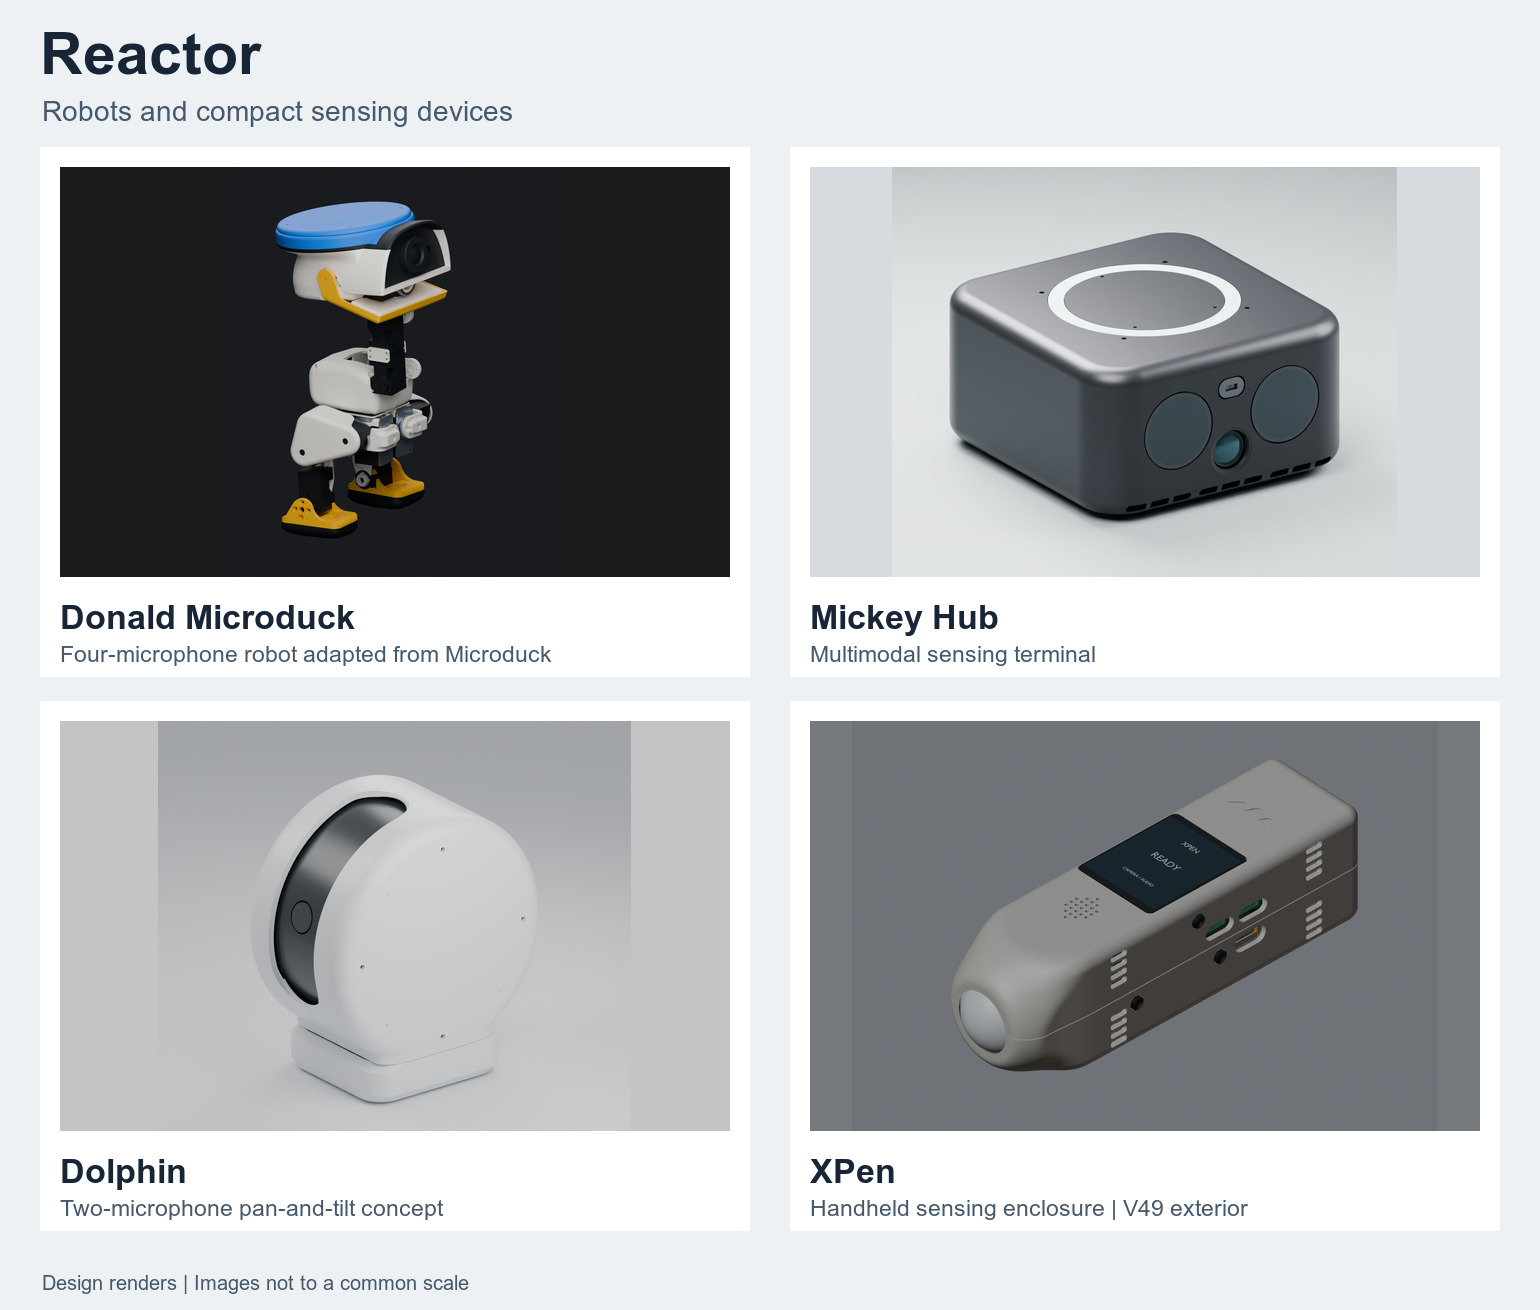 Reactor
Robots and compact sensing devices
Donald Microduck
Four-microphone robot adapted from Microduck
Mickey Hub
Multimodal sensing terminal
XPEN
READY
CAMERA / AUDIO
Dolphin
Two-microphone pan-and-tilt concept
XPen
Handheld sensing enclosure | V49 exterior
Design renders | Images not to a common scale